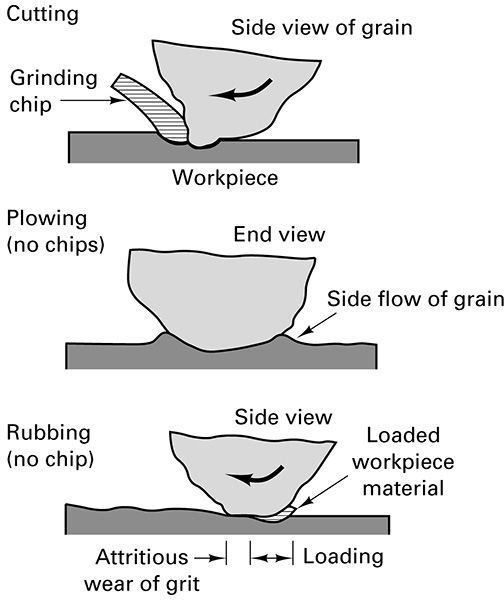 Cutting
Side view of grain
Grinding
chip
Workpiece
Plowing
(no chips)
End view
Side flow of grain
Rubbing
(no chip)
Side view
Loaded
workpiece
material
Attritious
wear of grit
Loading